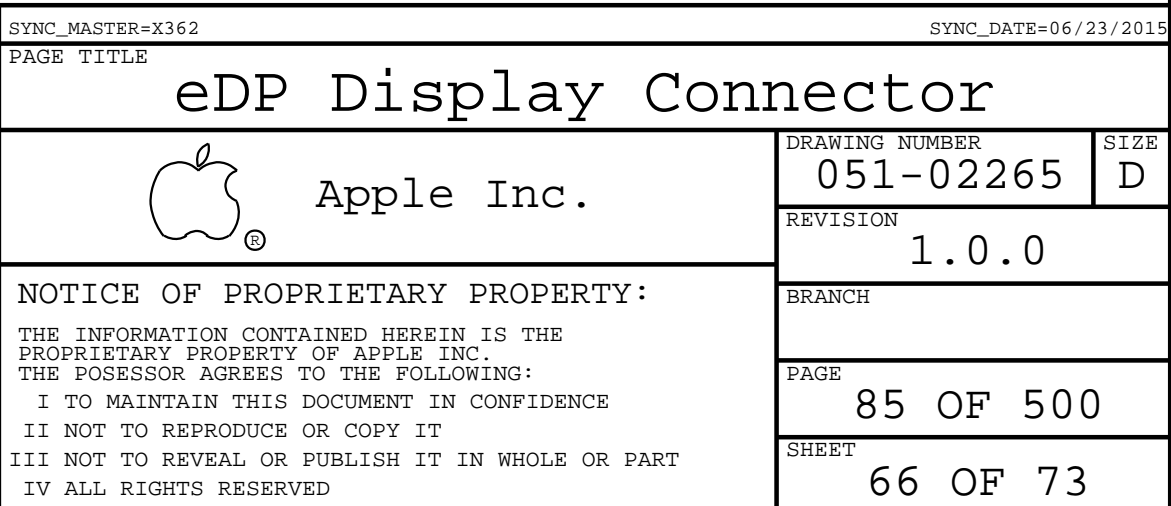 SYNC_MASTER=X362 SYNC_DATE=06/23/2015
PAGE TITLE
eDP Display Connector
Apple Inc.
®
DRAWING NUMBER
051-02265
SIZE
D
REVISION
1.0.0
NOTICE OF PROPRIETARY PROPERTY:
THE INFORMATION CONTAINED HEREIN IS THE
PROPRIETARY PROPERTY OF APPLE INC.
THE POSESSOR AGREES TO THE FOLLOWING:
I TO MAINTAIN THIS DOCUMENT IN CONFIDENCE
II NOT TO REPRODUCE OR COPY IT
III NOT TO REVEAL OR PUBLISH IT IN WHOLE OR PART
IV ALL RIGHTS RESERVED
BRANCH
PAGE
85 OF 500
SHEET
66 OF 73